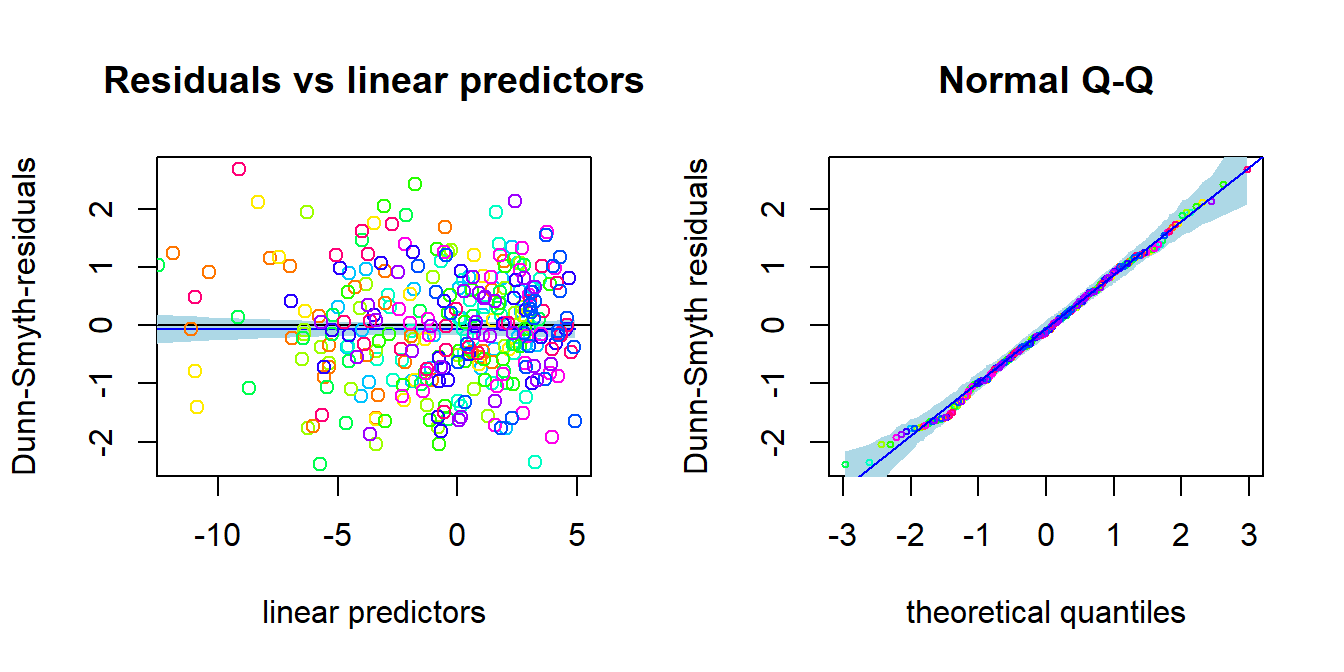 Residuals vs linear predictors
Dunn-Smyth-residuals
2
1
0
-1
-2
-10 -5 0 5
linear predictors
Normal Q-Q
Dunn-Smyth residuals
2
1
0
-1
-2
-3 -2 -1 0 1 2 3
theoretical quantiles